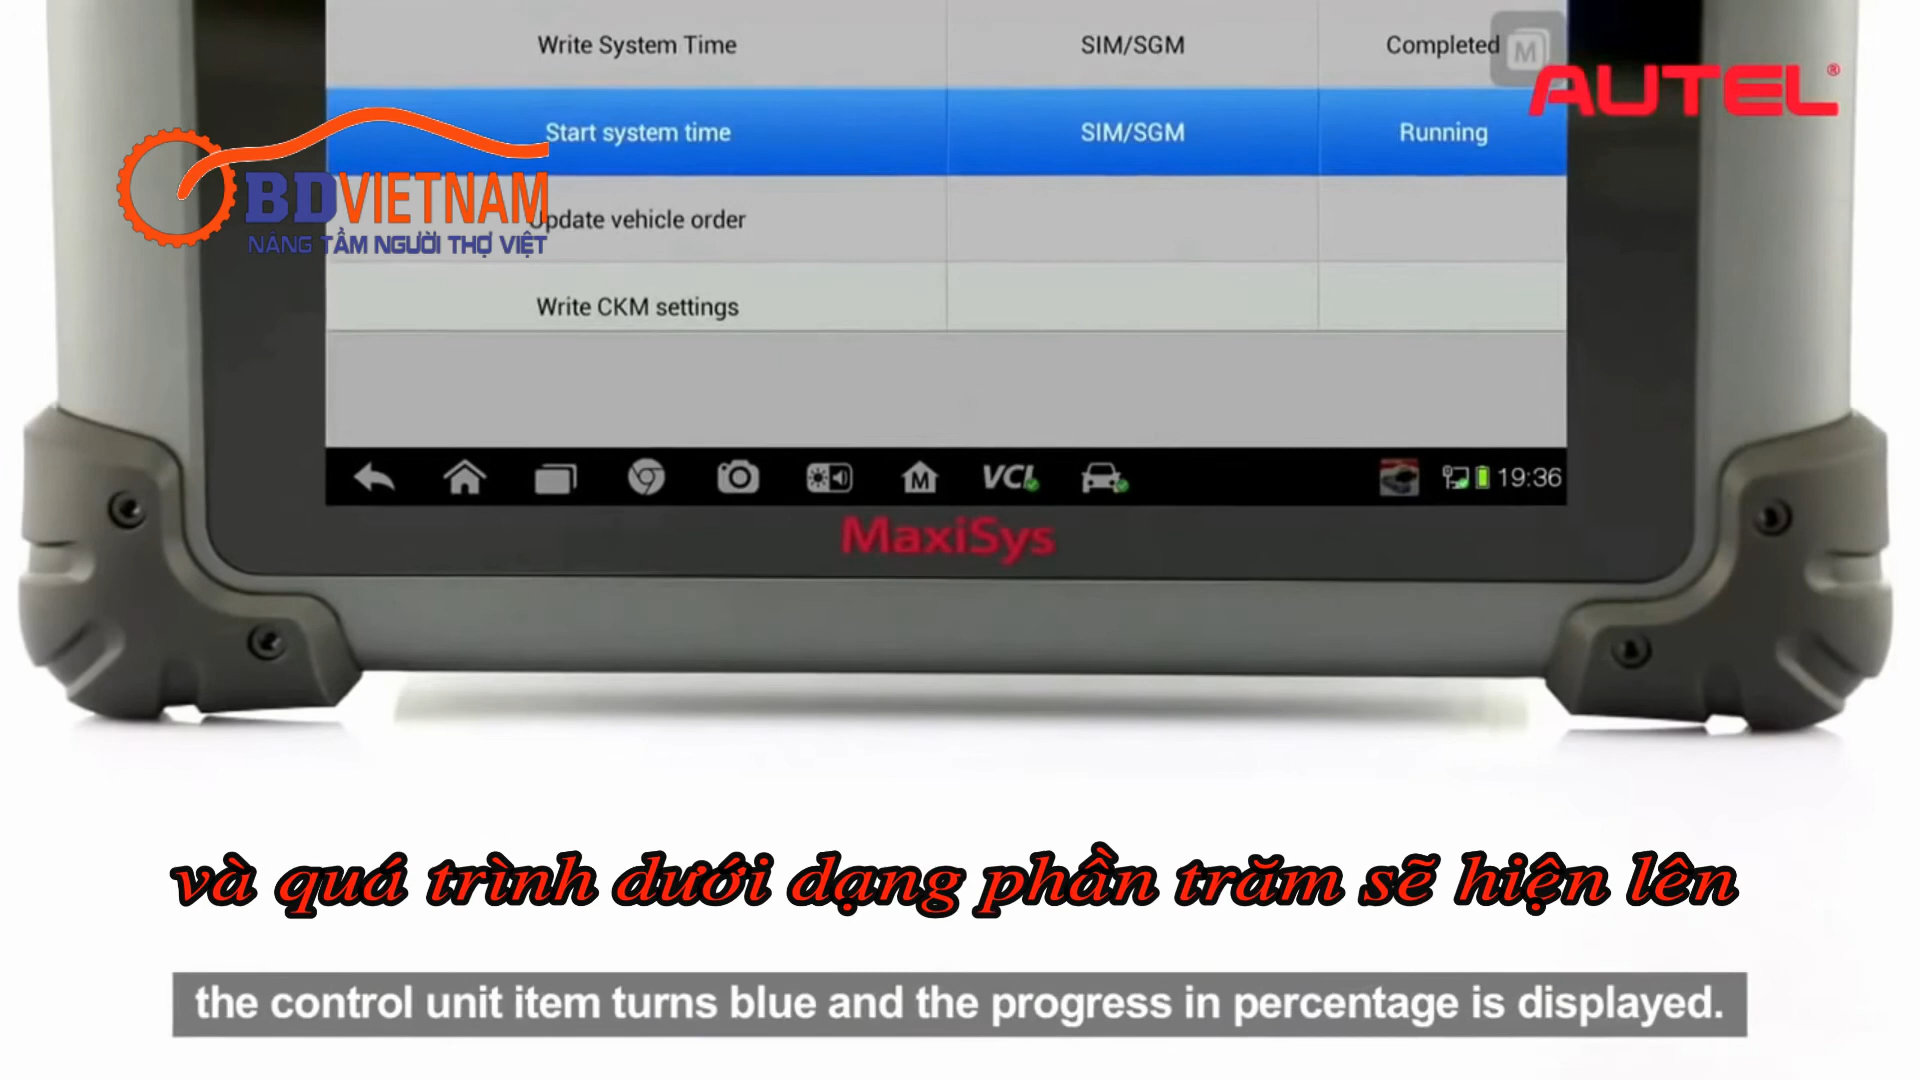 Write System Time SIM/SGM Completed
M
AUTEL®
Start system time SIM/SGM Running
OBDVIETNAM
Update vehicle order
NÂNG TẦM NGƯỜI THỢ VIỆT
Write CKM settings
M VCI 19:36
MaxiSys
và quá trình dưới dạng phần trăm sẽ hiện lên
the control unit item turns blue and the progress in percentage is displayed.